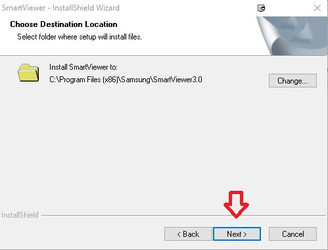 SmartViewer - InstallShield Wizard
Choose Destination Location
Select folder where setup will install files.
Install SmartViewer to:
C:\Program Files (x86)\Samsung\SmartViewer3.0
Change...
InstallShield
< Back
Next >
Cancel